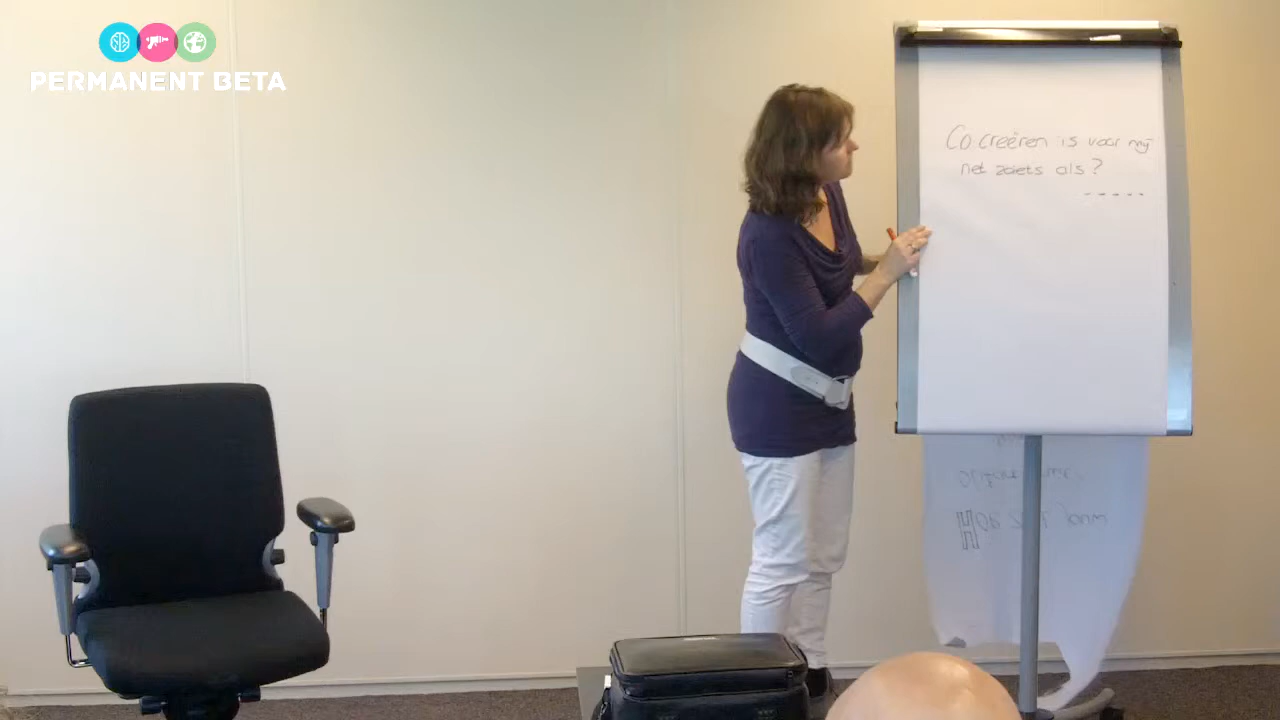 PERMANENT BETA
Co creëren is voor mij
net zoiets als?
-----